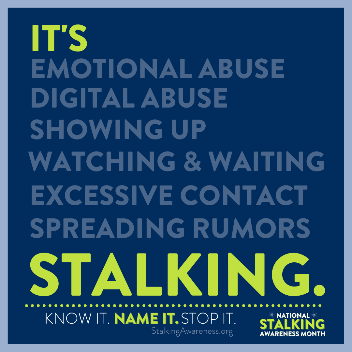 IT'S
EMOTIONAL ABUSE
DIGITAL ABUSE
SHOWING UP
WATCHING & WAITING
EXCESSIVE CONTACT
SPREADING RUMORS
STALKING.
KNOW IT. NAME IT. STOP IT.
StalkingAwareness.org
NATIONAL
STALKING
AWARENESS MONTH